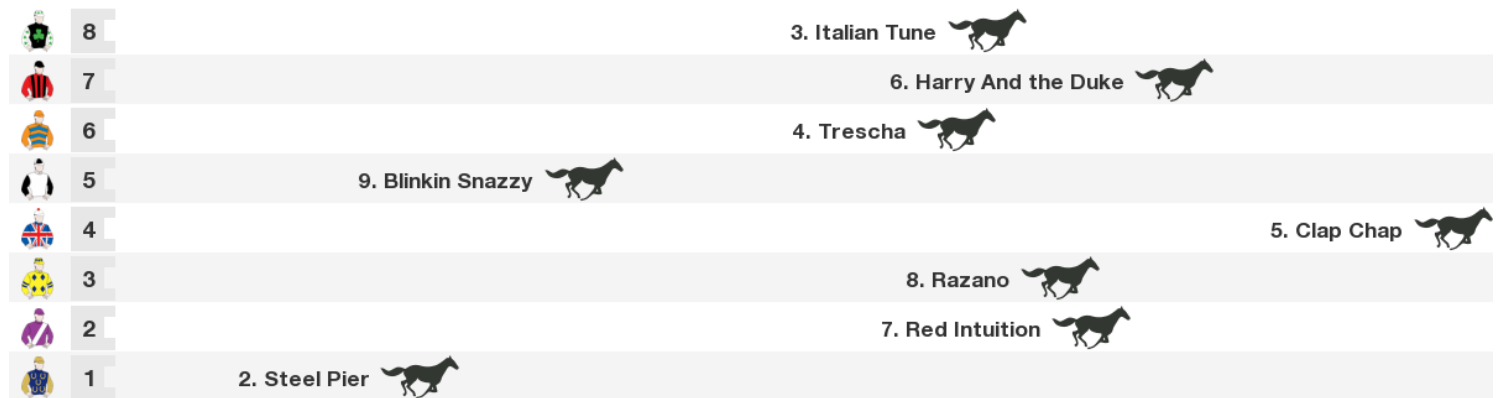 8 3. Italian Tune
7 6. Harry And the Duke
6 4. Trescha
5 9. Blinkin Snazzy
4 5. Clap Chap
3 8. Razano
2 7. Red Intuition
1 2. Steel Pier